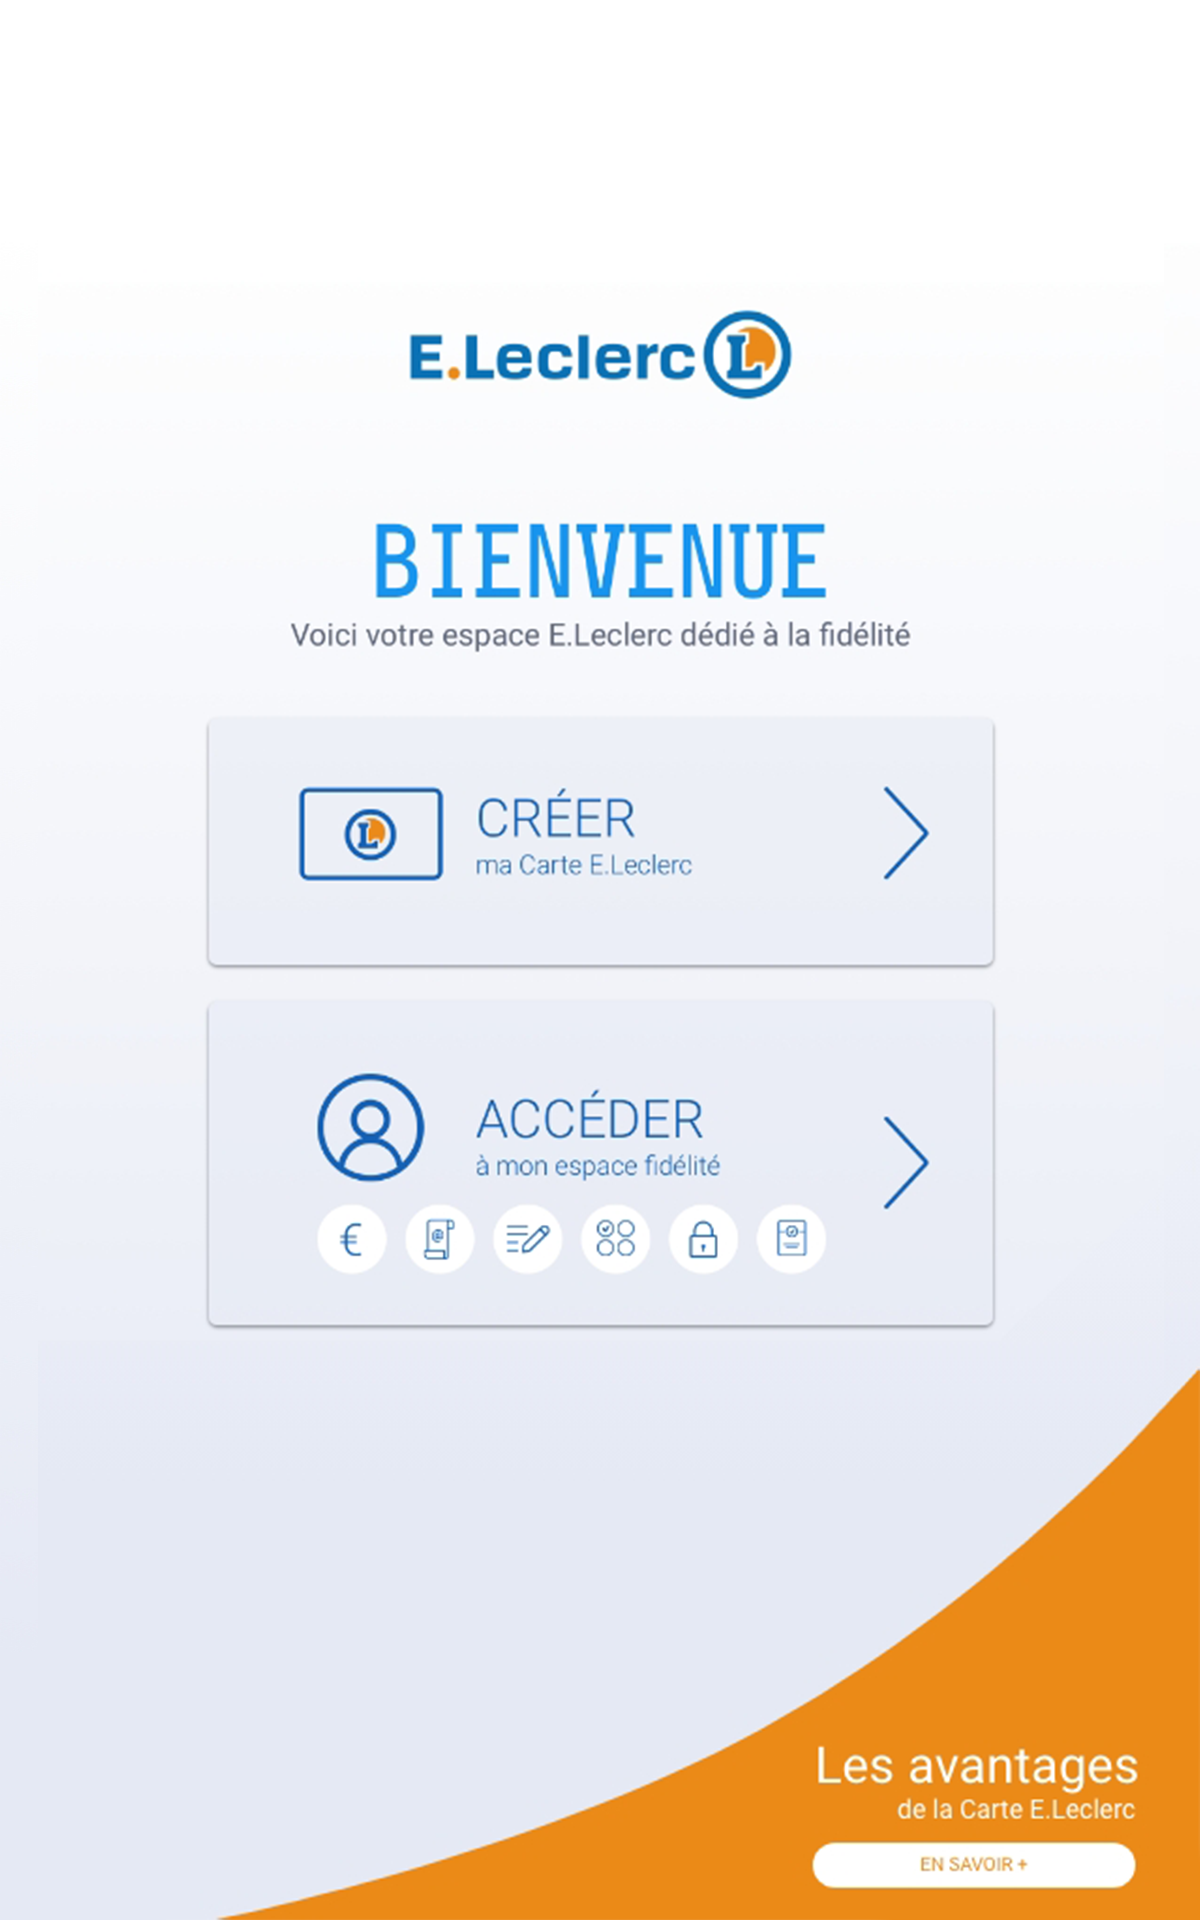 E.Leclerc L
BIENVENUE
Voici votre espace E.Leclerc dédié à la fidélité
L
CRÉER
ma Carte E.Leclerc
ACCÉDER
à mon espace fidélité
€ @
Les avantages
de la Carte E.Leclerc
EN SAVOIR +